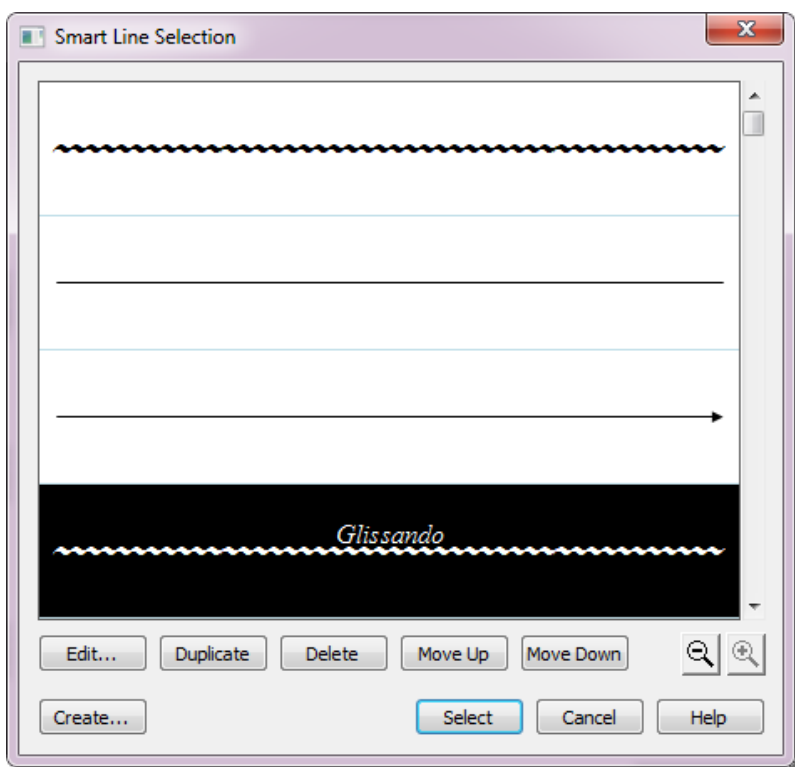 Smart Line Selection
Glissando
Edit... Duplicate Delete Move Up Move Down
Create... Select Cancel Help